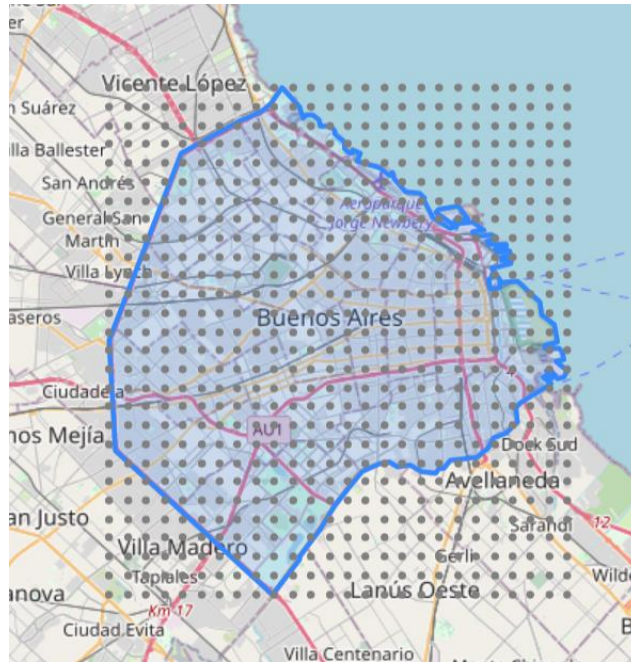 Vicente López
Suárez
Ballester
San Andrés
General San
Martín
Villa Lynch
Aeroparque
Jorge Newbery
Buenos Aires
aseros
Ciudadela
nos Mejía
AU1
4
Dock Sud
Avellaneda
an Justo
Sarandí
12
Villa Madero
Gerli
Tapiales
Wilde
anova
Lanús Oeste
Km 17
Ciudad Evita
B
Villa Centenario